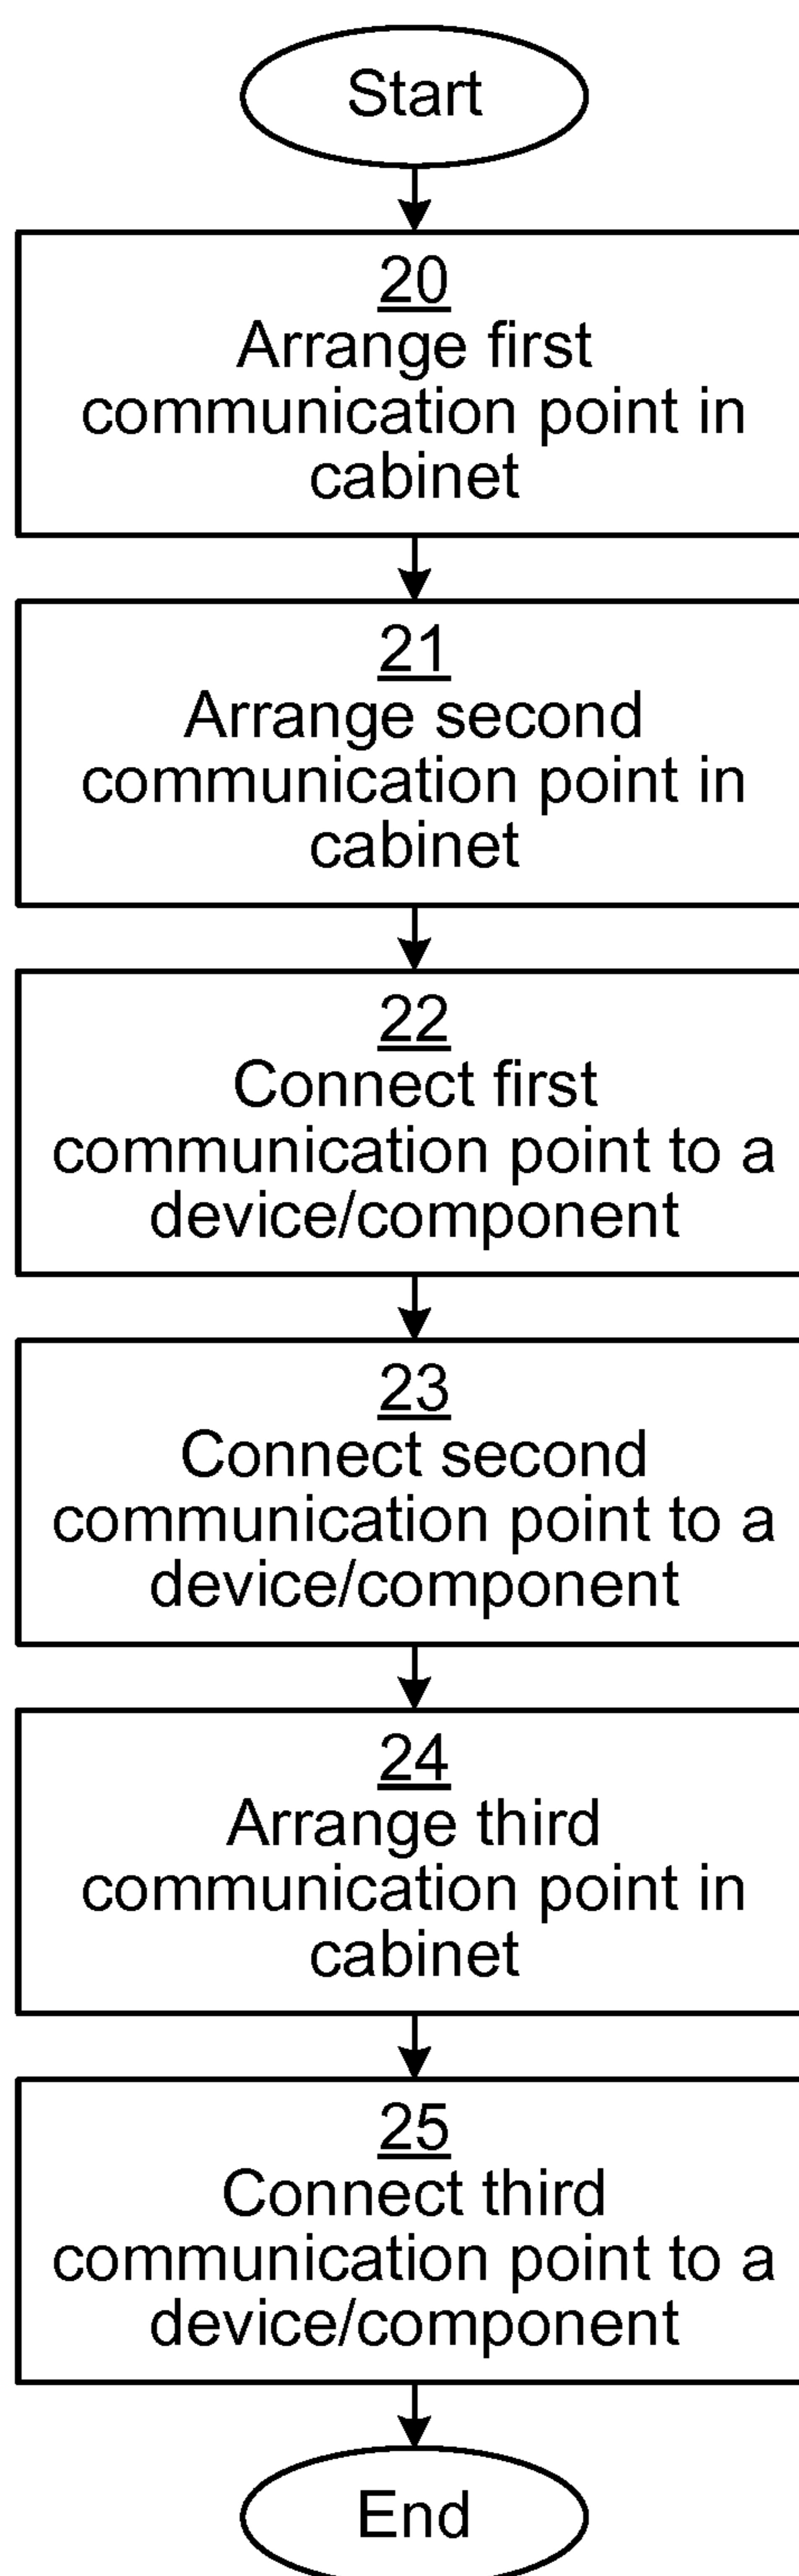 Start
20
Arrange first
communication point in
cabinet
21
Arrange second
communication point in
cabinet
22
Connect first
communication point to a
device/component
23
Connect second
communication point to a
device/component
24
Arrange third
communication point in
cabinet
25
Connect third
communication point to a
device/component
End